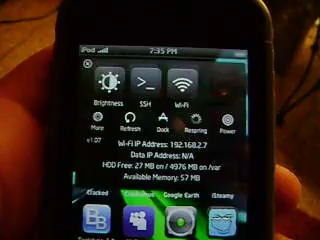 iPod 7:35 PM
Brightness SSH Wi-Fi
More Refresh Dock Respring Power
v1.07
Wi-Fi IP Address: 192.168.2.7
Data IP Address: N/A
HDD Free: 27 MB on / 4976 MB on /var
Available Memory: 57 MB
Cracked Google Earth iSteamy